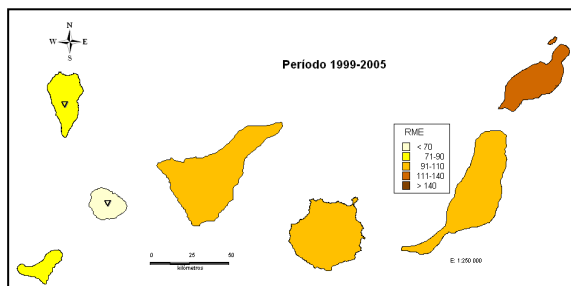 N
W E
S
Período 1999-2005
RME
< 70
71-90
91-110
111-140
> 140
0 25 50
kilómetros
E: 1:250 000